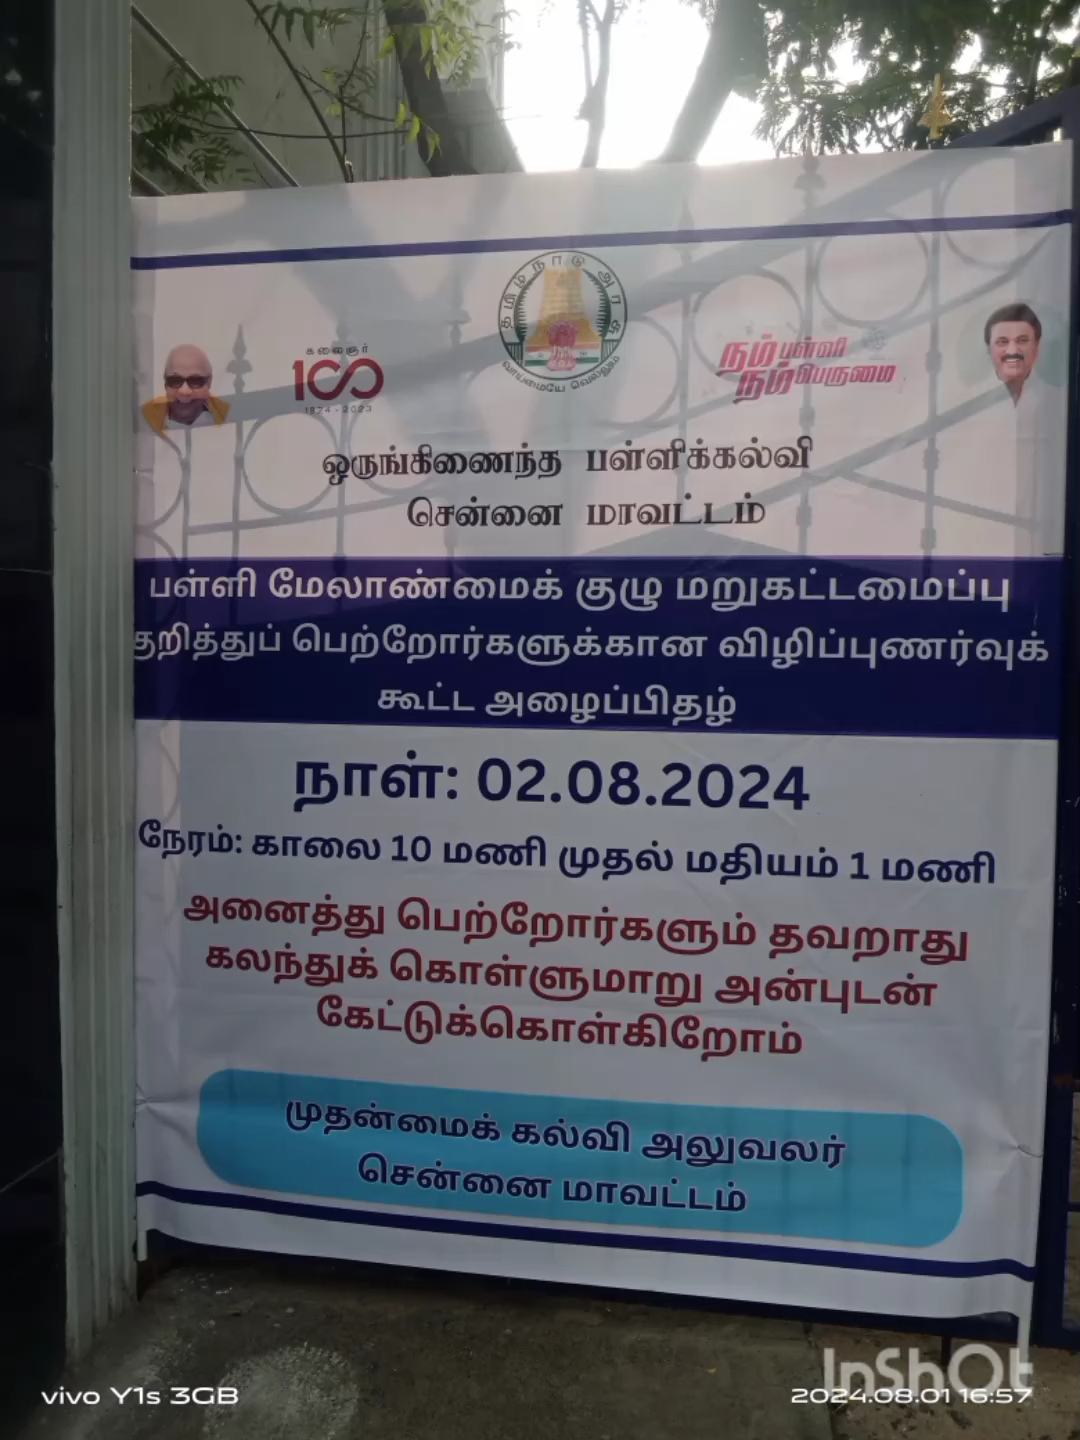 தமிழ்நாடு அரசு
வாய்மையே வெல்லும்
கலைஞர்
100
1924 - 2023
நம் பள்ளி
நம் பெருமை
ஒருங்கிணைந்த பள்ளிக்கல்வி
சென்னை மாவட்டம்
பள்ளி மேலாண்மைக் குழு மறுகட்டமைப்பு
குறித்துப் பெற்றோர்களுக்கான விழிப்புணர்வுக்
கூட்ட அழைப்பிதழ்
நாள்: 02.08.2024
நேரம்: காலை 10 மணி முதல் மதியம் 1 மணி
அனைத்து பெற்றோர்களும் தவறாது
கலந்துக் கொள்ளுமாறு அன்புடன்
கேட்டுக்கொள்கிறோம்
முதன்மைக் கல்வி அலுவலர்
சென்னை மாவட்டம்
InShOt
vivo Y1s 3GB
2024.08.01 16:57